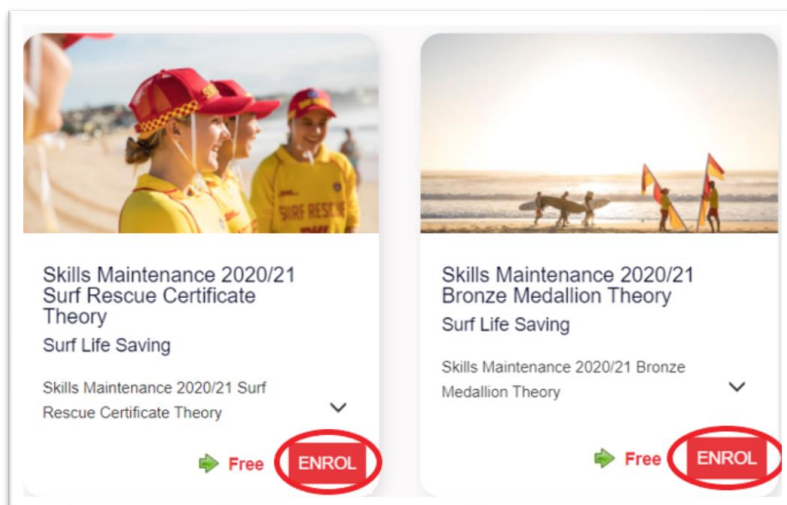 SURF RESCUE
Skills Maintenance 2020/21
Surf Rescue Certificate
Theory
Surf Life Saving
Skills Maintenance 2020/21 Surf
Rescue Certificate Theory
Free
ENROL
Skills Maintenance 2020/21
Bronze Medallion Theory
Surf Life Saving
Skills Maintenance 2020/21 Bronze
Medallion Theory
Free
ENROL